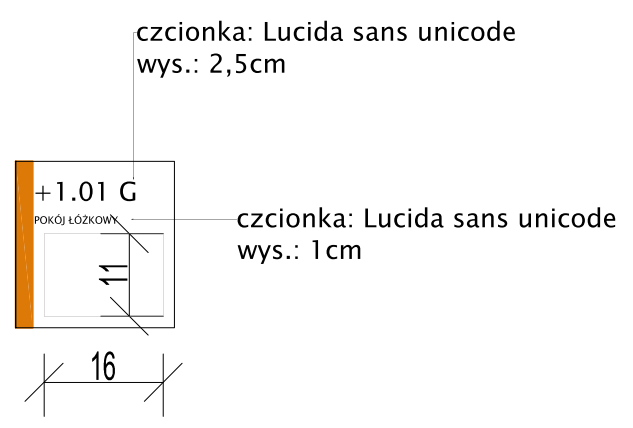 czcionka: Lucida sans unicode
wys.: 2,5cm
+1.01 G
POKÓJ ŁÓŻKOWY
czcionka: Lucida sans unicode
wys.: 1cm
11
16